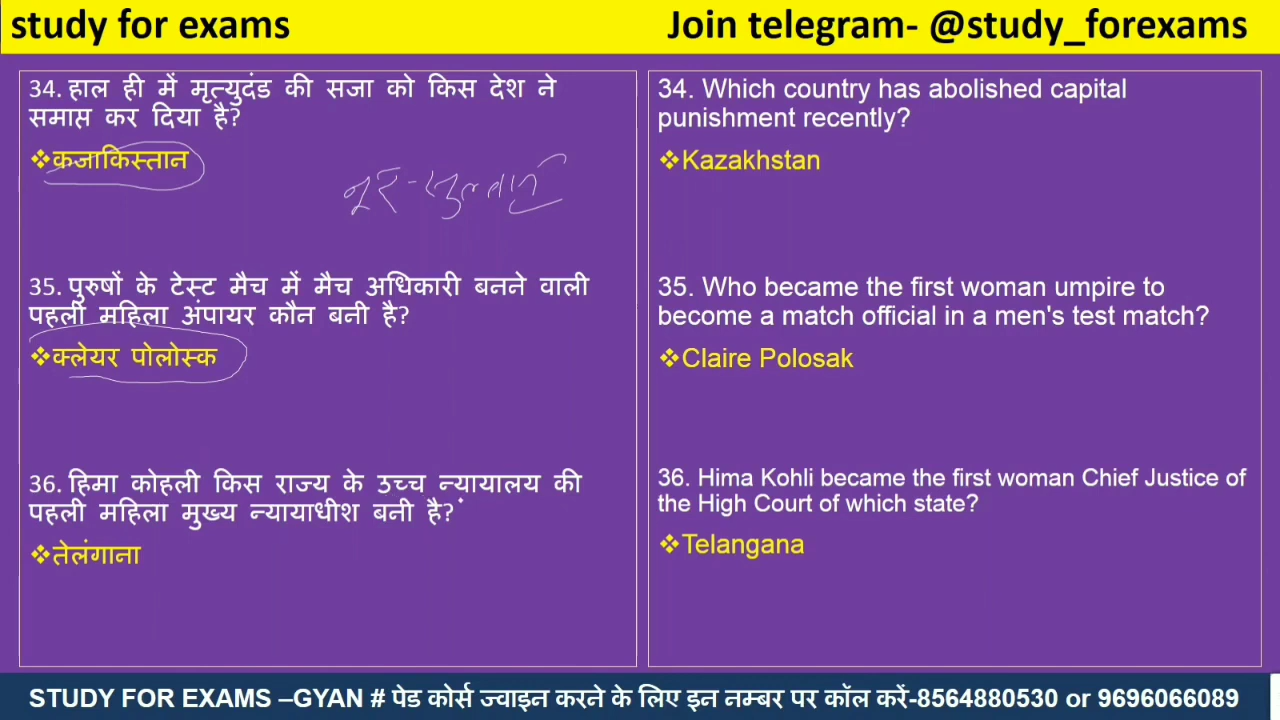 study for exams
Join telegram- @study_forexams
34. हाल ही में मृत्युदंड की सजा को किस देश ने
समाप्त कर दिया है?
❖कजाकिस्तान
नूर-सुल्तान
35. पुरुषों के टेस्ट मैच में मैच अधिकारी बनने वाली
पहली महिला अंपायर कौन बनी है?
❖क्लेयर पोलोस्क
36. हिमा कोहली किस राज्य के उच्च न्यायालय की
पहली महिला मुख्य न्यायाधीश बनी है?
❖तेलंगाना
34. Which country has abolished capital
punishment recently?
❖Kazakhstan
35. Who became the first woman umpire to
become a match official in a men's test match?
❖Claire Polosak
36. Hima Kohli became the first woman Chief Justice of
the High Court of which state?
❖Telangana
STUDY FOR EXAMS –GYAN # पेड कोर्स ज्वाइन करने के लिए इन नम्बर पर कॉल करें-8564880530 or 9696066089